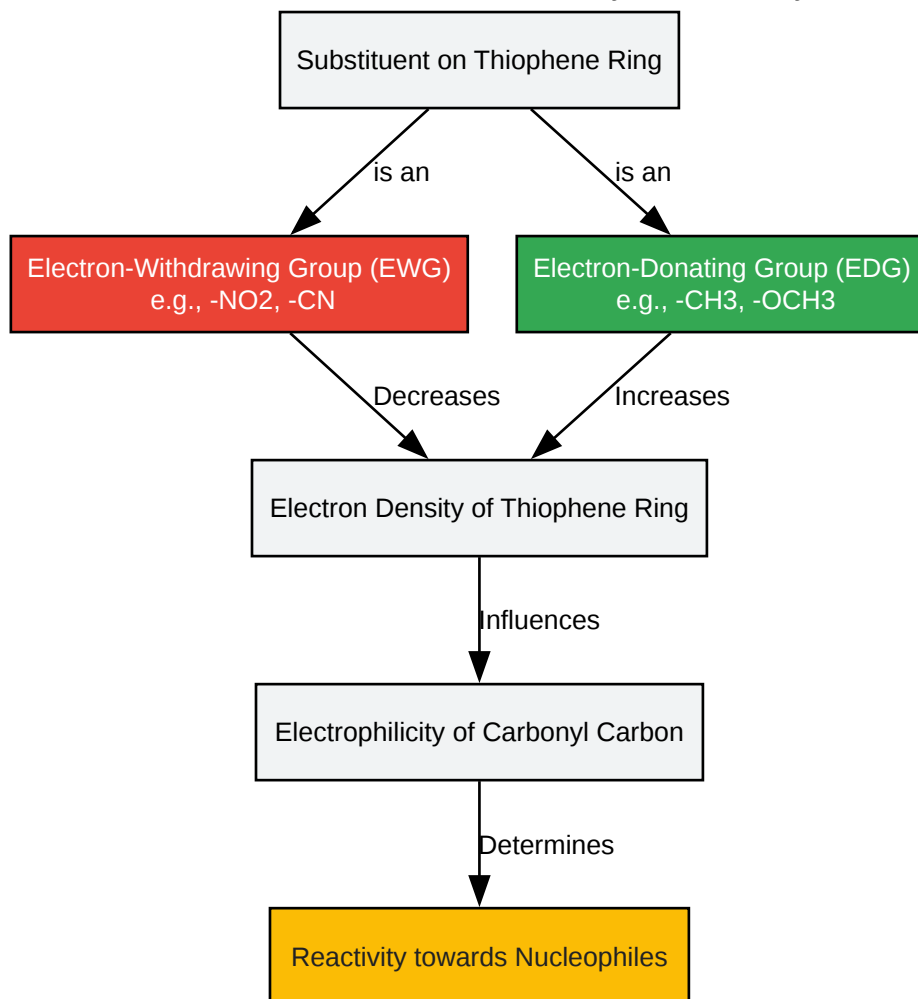 Substituent on Thiophene Ring
is an
is an
Electron-Withdrawing Group (EWG)
e.g., -NO2, -CN
Electron-Donating Group (EDG)
e.g., -CH3, -OCH3
Decreases
Increases
Electron Density of Thiophene Ring
Influences
Electrophilicity of Carbonyl Carbon
Determines
Reactivity towards Nucleophiles